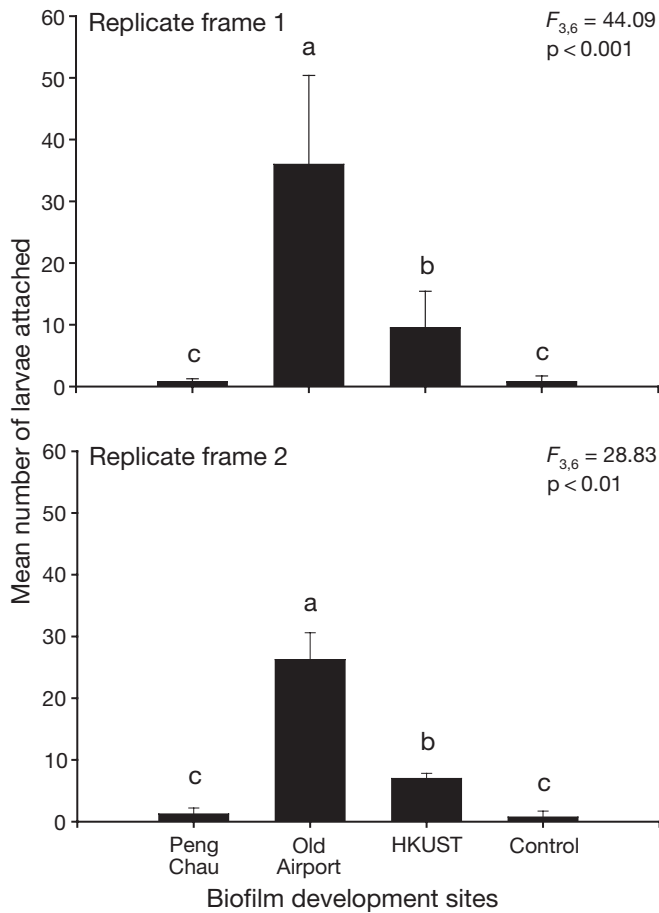 Replicate frame 1
F3,6 = 44.09
p < 0.001
60
50
40
30
20
10
0
a
b
c
c
Mean number of larvae attached
Replicate frame 2
F3,6 = 28.83
p < 0.01
60
50
40
30
20
10
0
a
b
c
c
Peng
Chau
Old
Airport
HKUST
Control
Biofilm development sites